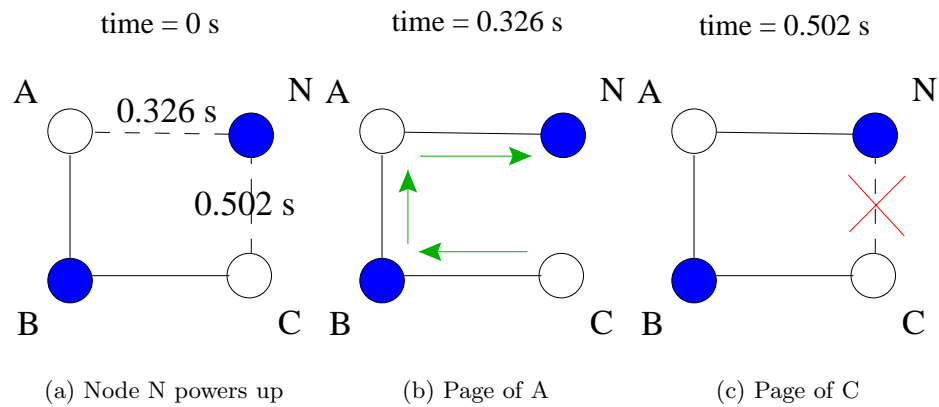 time = 0 s
time = 0.326 s
time = 0.502 s
A
N
A
N
A
N
0.326 s
0.502 s
B
C
B
C
B
C
(a) Node N powers up
(b) Page of A
(c) Page of C